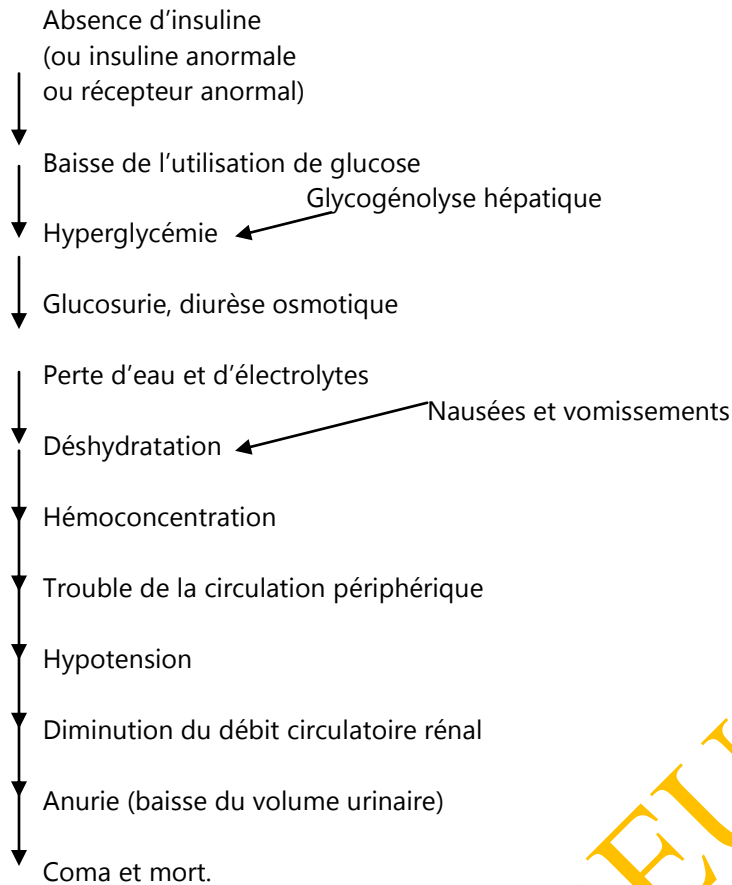 Absence d’insuline
(ou insuline anormale
ou récepteur anormal)
Baisse de l’utilisation de glucose
Glycogénolyse hépatique
Hyperglycémie
Glucosurie, diurèse osmotique
Perte d’eau et d’électrolytes
Nausées et vomissements
Déshydratation
Hémoconcentration
Trouble de la circulation périphérique
Hypotension
Diminution du débit circulatoire rénal
Anurie (baisse du volume urinaire)
Coma et mort.